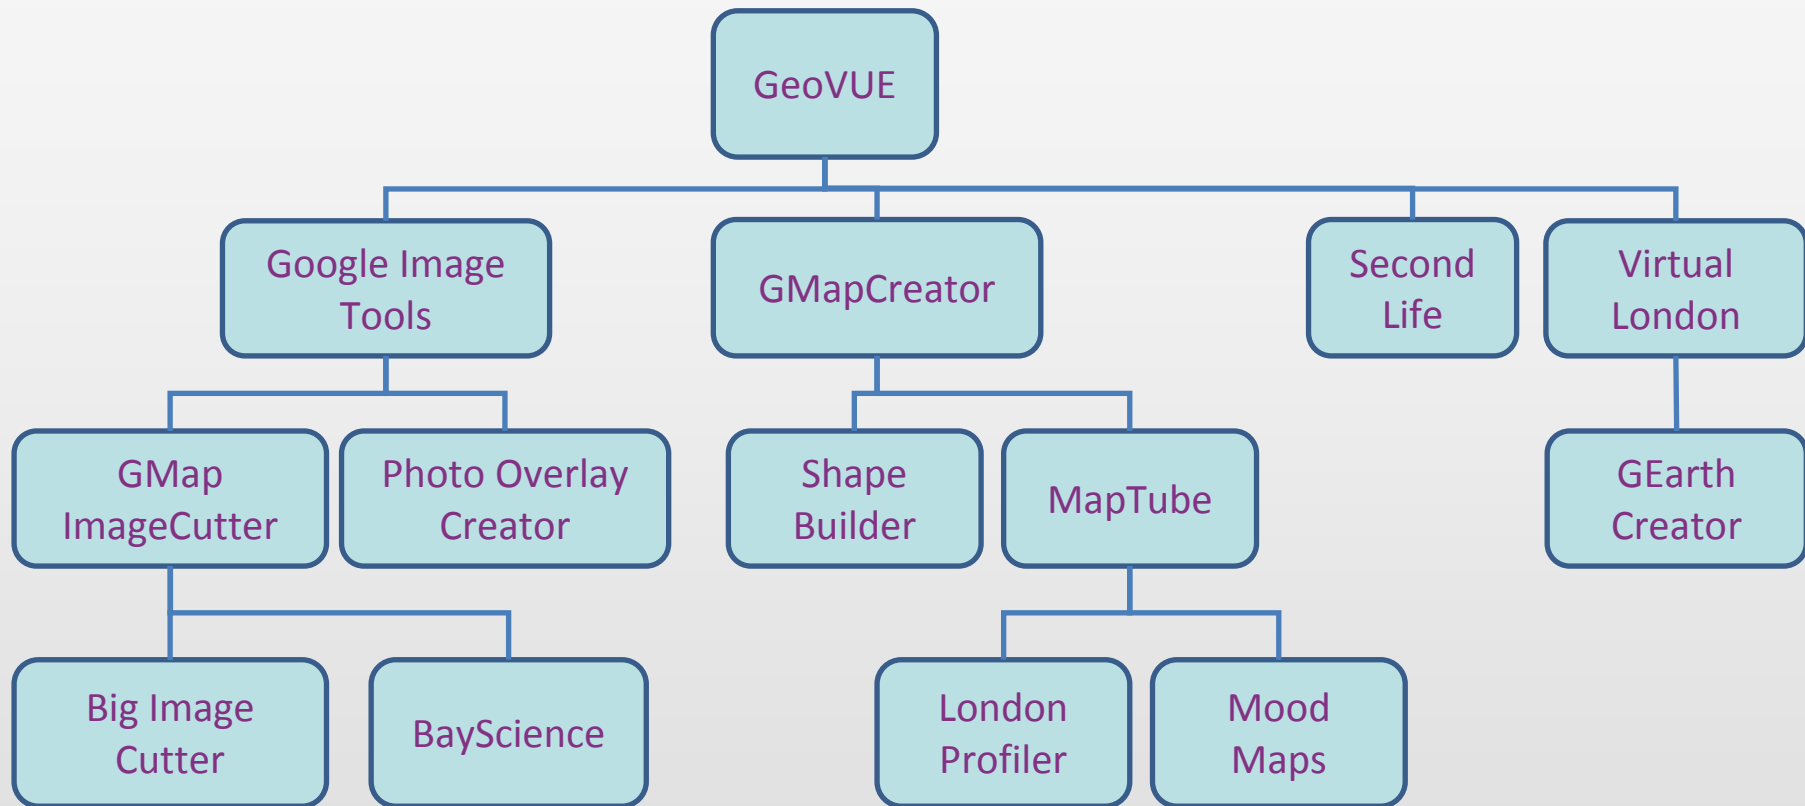 GeoVUE
Google Image
Tools
GMapCreator
Second
Life
Virtual
London
GMap
ImageCutter
Photo Overlay
Creator
Shape
Builder
MapTube
GEarth
Creator
Big Image
Cutter
BayScience
London
Profiler
Mood
Maps